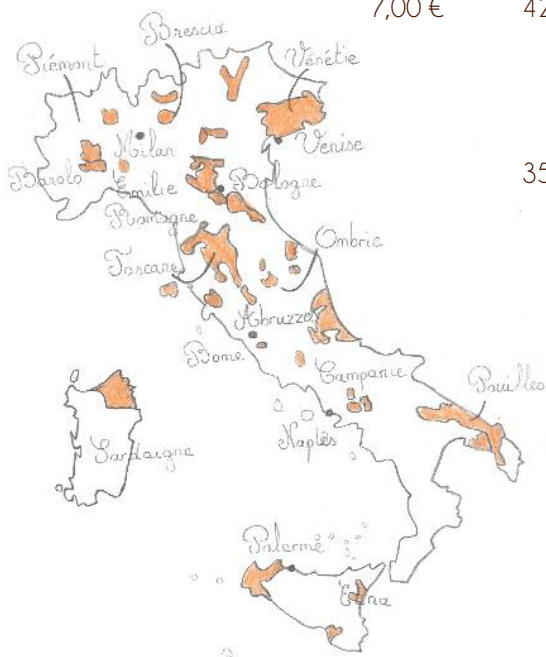 7,00 € 42
Brescia
Piémont
Vénétie
Milan
Venise
Barolo
35
Émilie
Bologne
Romagne
Ombrie
Toscane
Abruzzes
Rome
Campanie
Pouilles
Naples
Sardaigne
Palerme
Etna